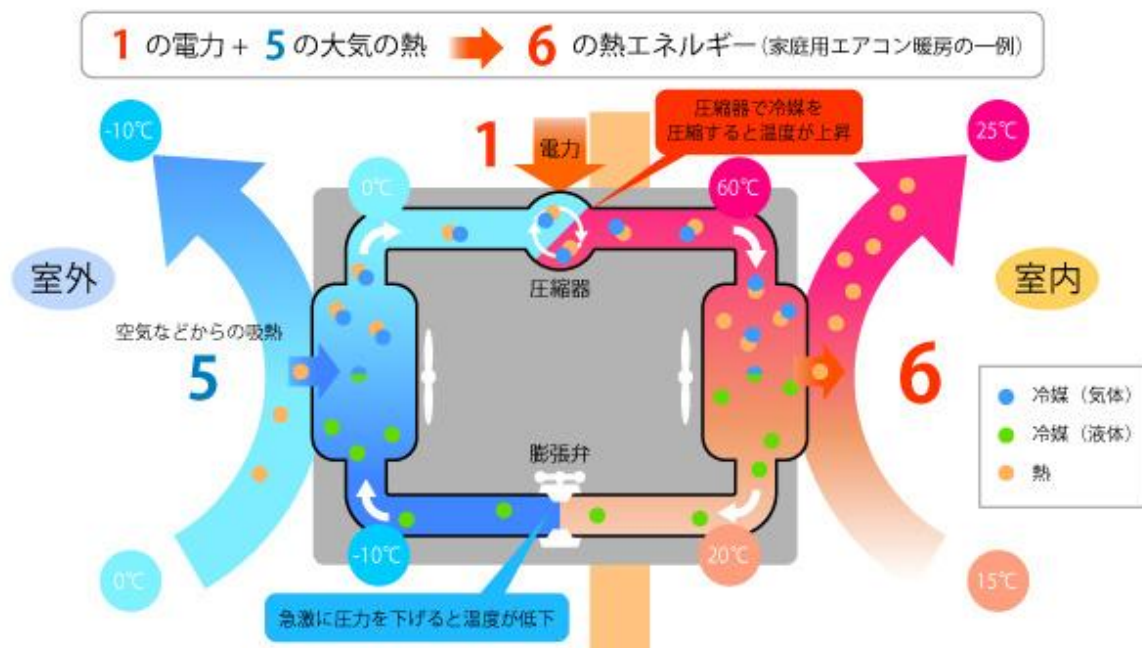 1 の電力 + 5 の大気の熱 6 の熱エネルギー(家庭用エアコン暖房の一例)
-10℃
1
電力
圧縮器で冷媒を
圧縮すると温度が上昇
25℃
0℃
60℃
室外
圧縮器
室内
空気などからの吸熱
5
6
冷媒(気体)
冷媒(液体)
熱
膨張弁
0℃
-10℃
20℃
15℃
急激に圧力を下げると温度が低下